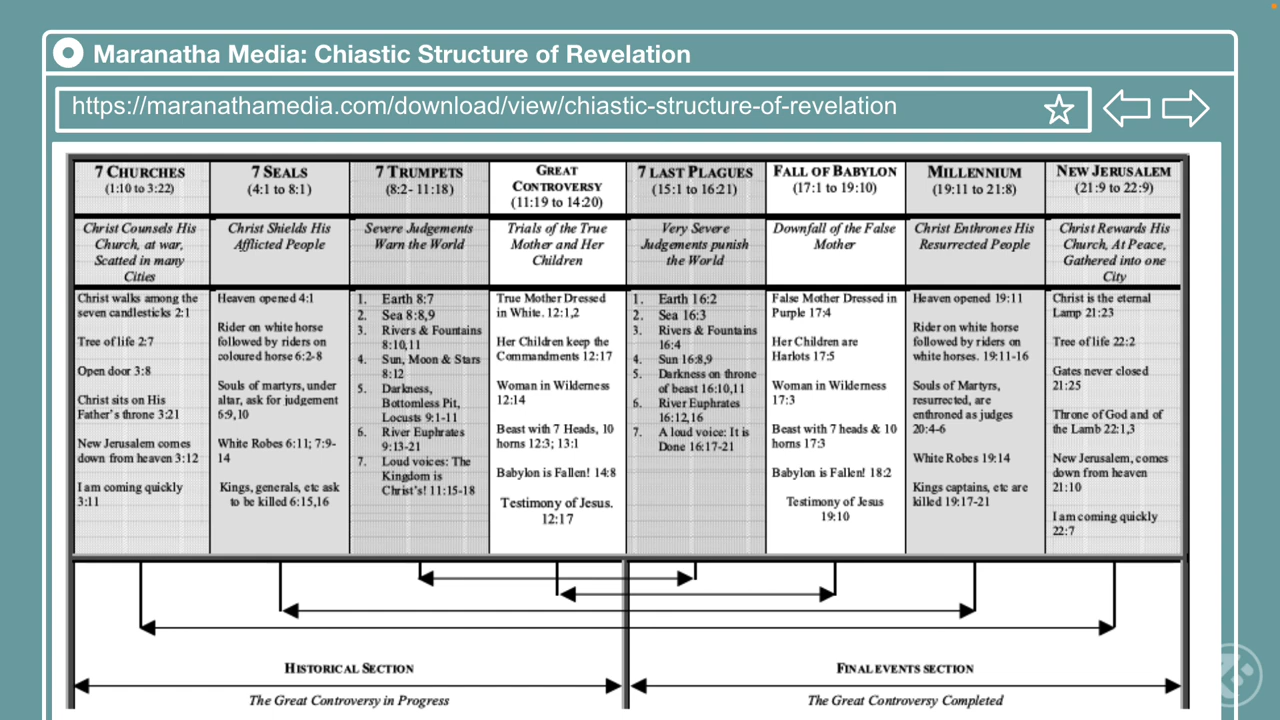 Maranatha Media: Chiastic Structure of Revelation
https://maranathamedia.com/download/view/chiastic-structure-of-revelation
7 CHURCHES
(1:10 to 3:22)
7 SEALS
(4:1 to 8:1)
7 TRUMPETS
(8:2- 11:18)
GREAT
CONTROVERSY
(11:19 to 14:20)
7 LAST PLAGUES
(15:1 to 16:21)
FALL OF BABYLON
(17:1 to 19:10)
MILLENNIUM
(19:11 to 21:8)
NEW JERUSALEM
(21:9 to 22:9)
Christ Counsels His
Church, at war,
Scatted in many
Cities
Christ Shields His
Afflicted People
Severe Judgements
Warn the World
Trials of the True
Mother and Her
Children
Very Severe
Judgements punish
the World
Downfall of the False
Mother
Christ Enthrones His
Resurrected People
Christ Rewards His
Church, At Peace,
Gathered into one
City
Christ walks among the
seven candlesticks 2:1
Tree of life 2:7
Open door 3:8
Christ sits on His
Father's throne 3:21
New Jerusalem comes
down from heaven 3:12
I am coming quickly
3:11
Heaven opened 4:1
Rider on white horse
followed by riders on
coloured horse 6:2-8
Souls of martyrs, under
altar, ask for judgement
6:9,10
White Robes 6:11; 7:9-
14
Kings, generals, etc ask
to be killed 6:15,16
1. Earth 8:7
2. Sea 8:8,9
3. Rivers & Fountains
8:10,11
4. Sun, Moon & Stars
8:12
5. Darkness,
Bottomless Pit,
Locusts 9:1-11
6. River Euphrates
9:13-21
7. Loud voices: The
Kingdom is
Christ's! 11:15-18
True Mother Dressed
in White. 12:1,2
Her Children keep the
Commandments 12:17
Woman in Wilderness
12:14
Beast with 7 Heads, 10
horns 12:3; 13:1
Babylon is Fallen! 14:8
Testimony of Jesus.
12:17
1. Earth 16:2
2. Sea 16:3
3. Rivers & Fountains
16:4
4. Sun 16:8,9
5. Darkness on throne
of beast 16:10,11
6. River Euphrates
16:12,16
7. A loud voice: It is
Done 16:17-21
False Mother Dressed in
Purple 17:4
Her Children are
Harlots 17:5
Woman in Wilderness
17:3
Beast with 7 heads & 10
horns 17:3
Babylon is Fallen! 18:2
Testimony of Jesus
19:10
Heaven opened 19:11
Rider on white horse
followed by riders on
white horses. 19:11-16
Souls of Martyrs,
resurrected, are
enthroned as judges
20:4-6
White Robes 19:14
Kings captains, etc are
killed 19:17-21
Christ is the eternal
Lamp 21:23
Tree of life 22:2
Gates never closed
21:25
Throne of God and of
the Lamb 22:1,3
New Jerusalem, comes
down from heaven
21:10
I am coming quickly
22:7
HISTORICAL SECTION
The Great Controversy in Progress
FINAL EVENTS SECTION
The Great Controversy Completed